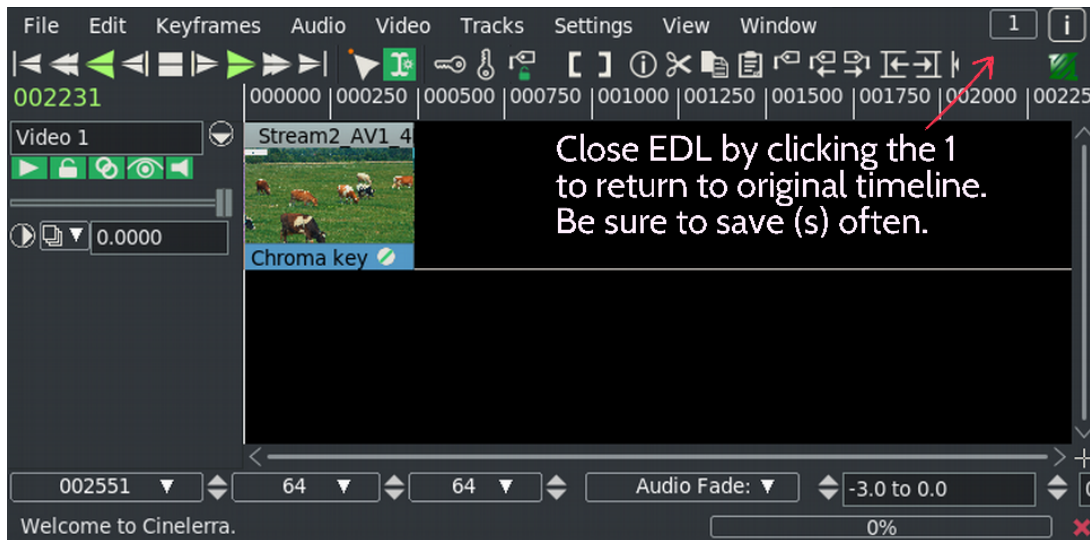 File Edit Keyframes Audio Video Tracks Settings View Window 1 i
002231 000000 000250 000500 000750 001000 001250 001500 001750 002000 00225
Video 1
Stream2_AV1_4
Close EDL by clicking the 1
to return to original timeline.
Be sure to save (s) often.
0.0000
Chroma key
002551 64 64 Audio Fade: -3.0 to 0.0
Welcome to Cinelerra. 0%